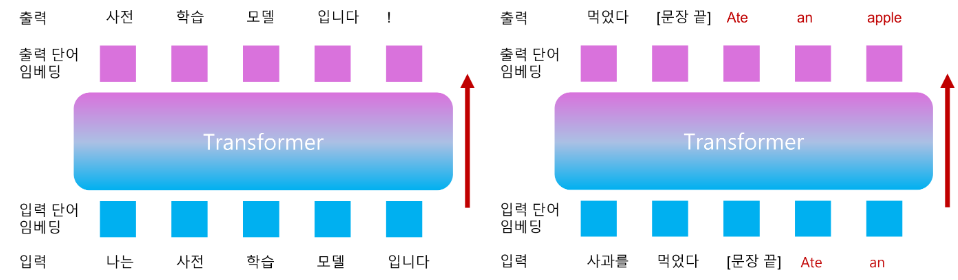 출력 사전 학습 모델 입니다 !
출력 단어
임베딩
Transformer
입력 단어
임베딩
입력 나는 사전 학습 모델 입니다
출력 먹었다 [문장 끝] Ate an apple
출력 단어
임베딩
Transformer
입력 단어
임베딩
입력 사과를 먹었다 [문장 끝] Ate an